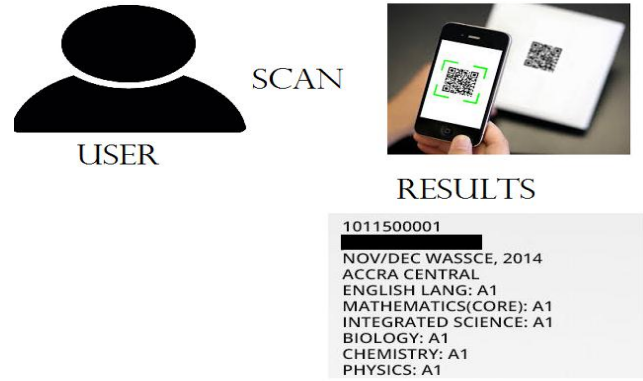 SCAN
USER
RESULTS
1011500001
NOV/DEC WASSCE, 2014
ACCRA CENTRAL
ENGLISH LANG: A1
MATHEMATICS(CORE): A1
INTEGRATED SCIENCE: A1
BIOLOGY: A1
CHEMISTRY: A1
PHYSICS: A1